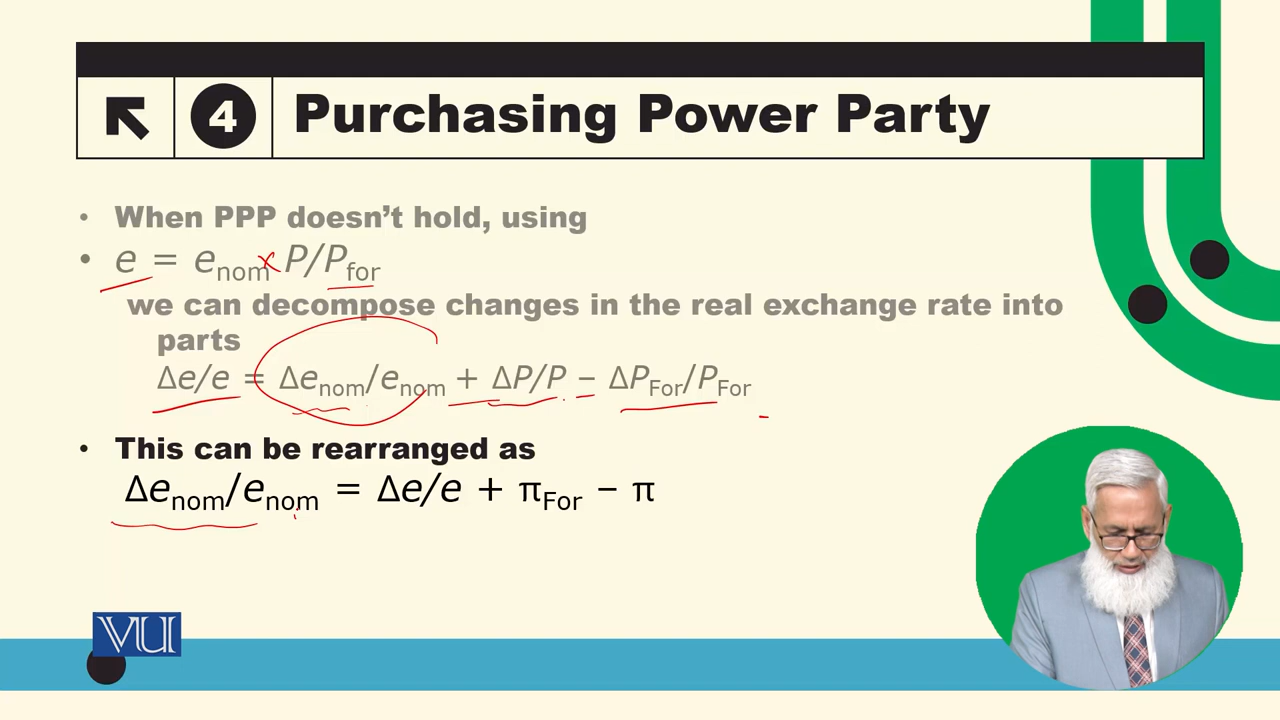 4
Purchasing Power Party
• When PPP doesn’t hold, using
• e = e_nom x P/P_for
we can decompose changes in the real exchange rate into
parts
Δe/e = Δe_nom/e_nom + ΔP/P − ΔP_For/P_For
• This can be rearranged as
Δe_nom/e_nom = Δe/e + π_For − π
VU